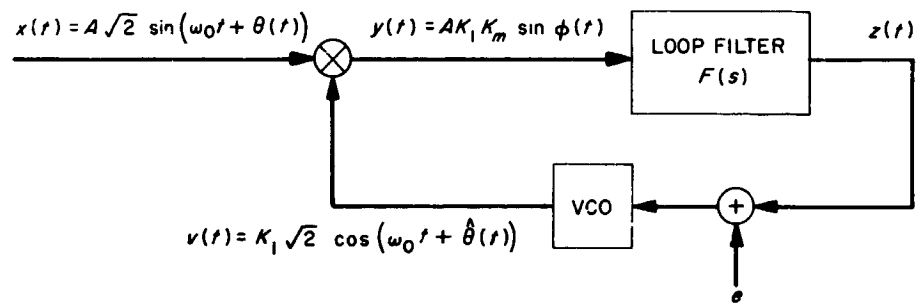 x(t) = A√2 sin(ω₀t + θ(t))
y(t) = AK₁Kₘ sin ϕ(t)
LOOP FILTER
F(s)
z(t)
VCO
+
v(t) = K₁√2 cos(ω₀t + θ̂(t))
e